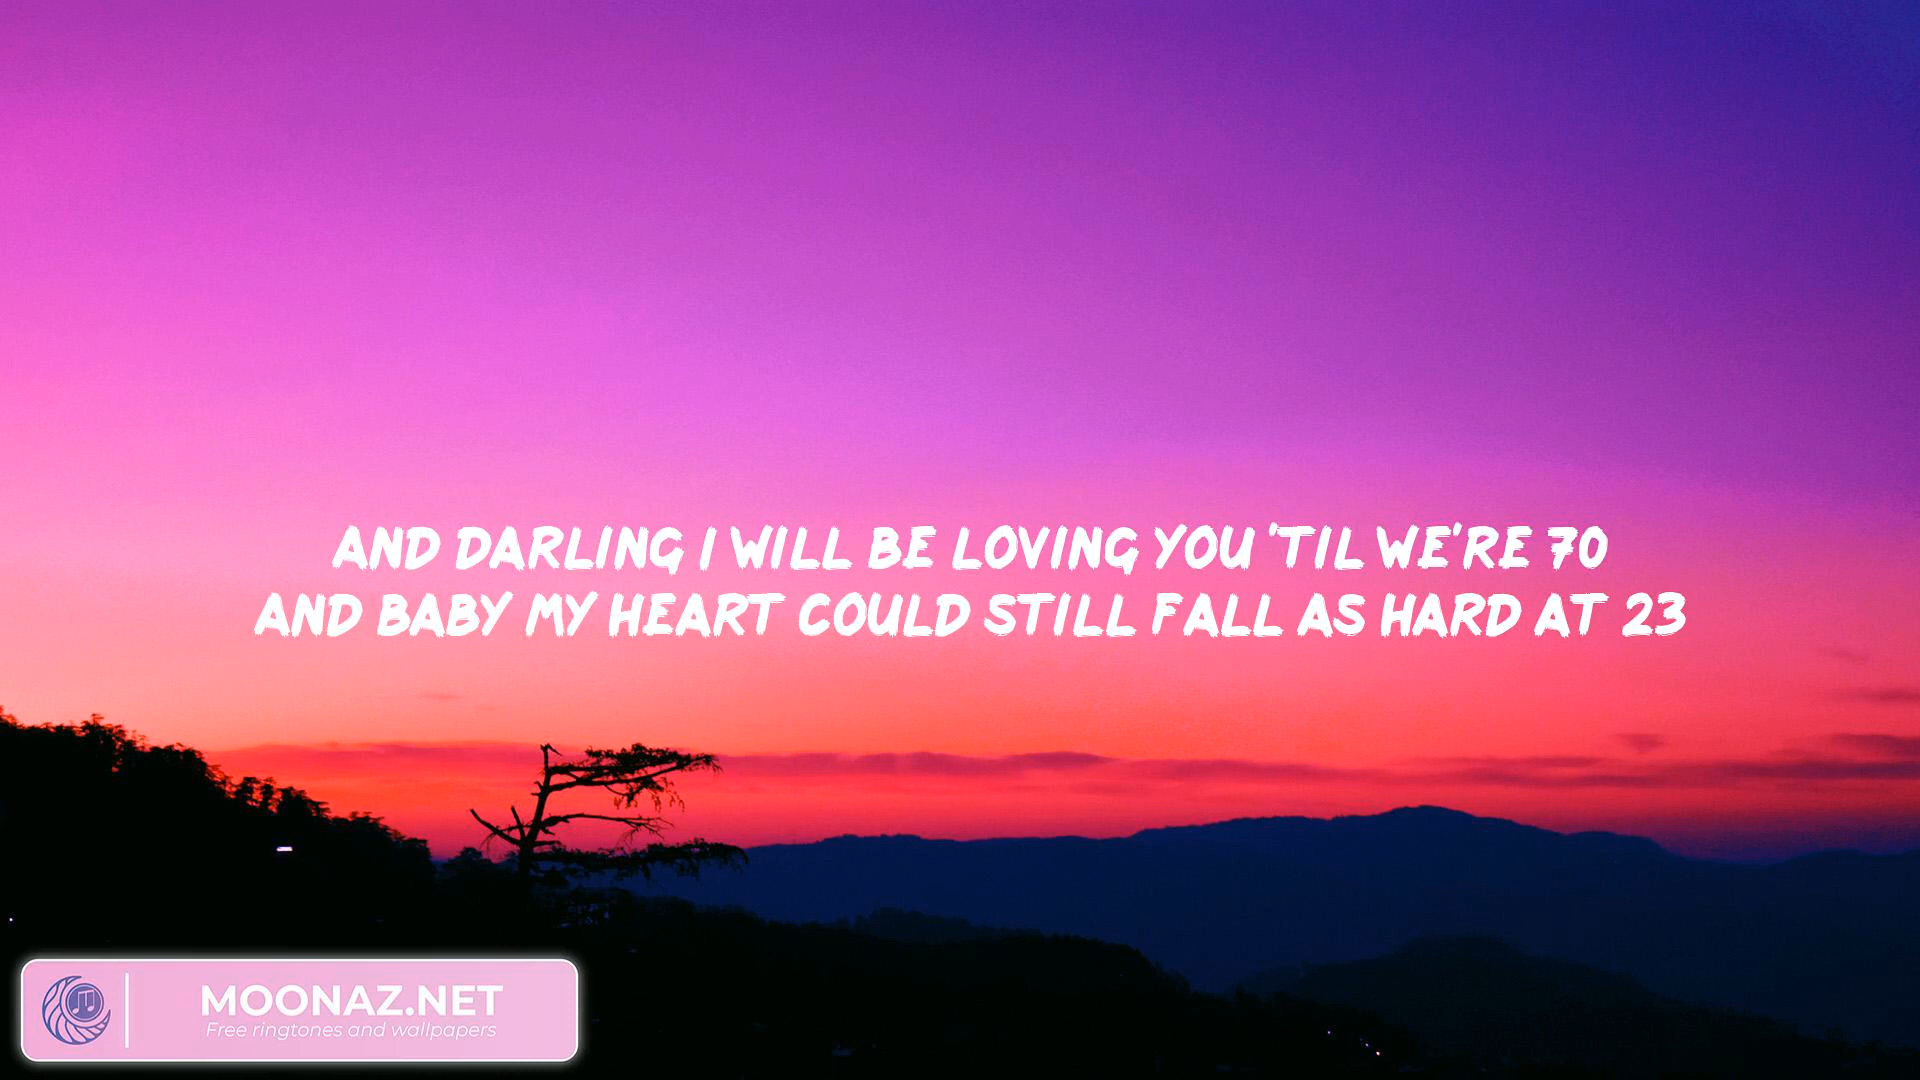 AND DARLING I WILL BE LOVING YOU 'TIL WE'RE 70
AND BABY MY HEART COULD STILL FALL AS HARD AT 23
MOONAZ.NET
Free ringtones and wallpapers